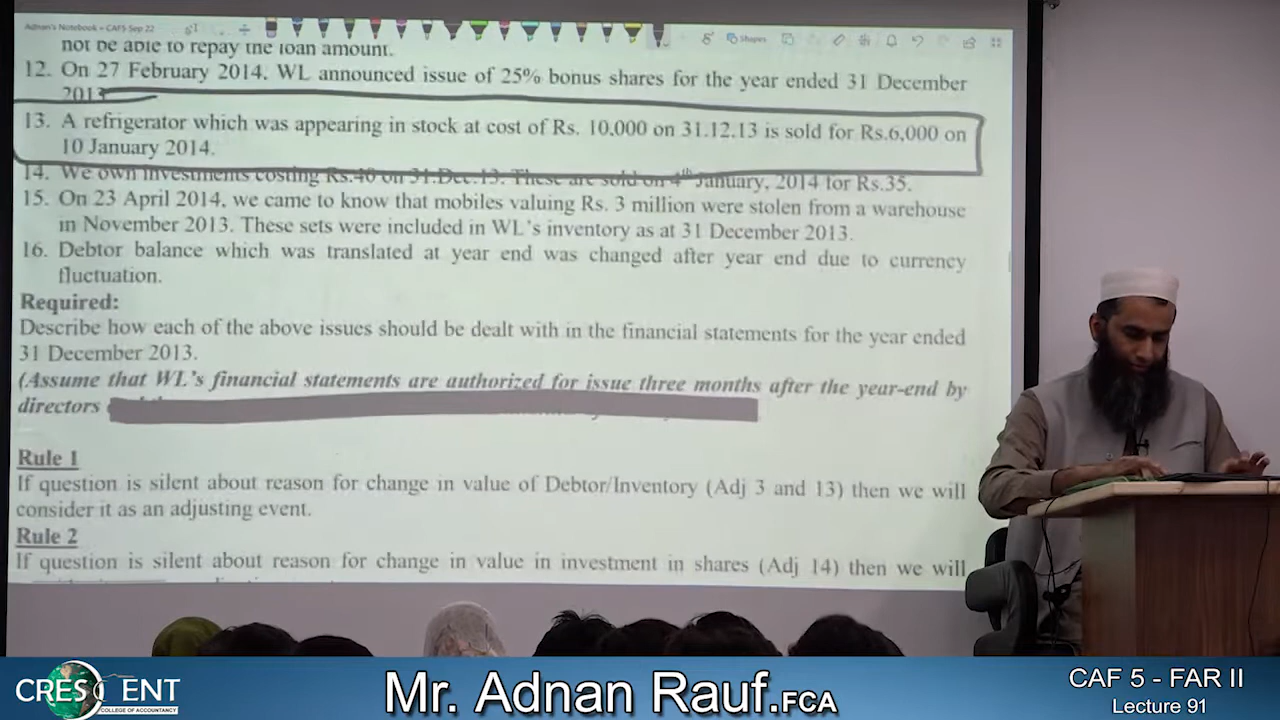 Adnan's Notebook » CAF5 Sep 22
Shapes
not be able to repay the loan amount.
12. On 27 February 2014, WL announced issue of 25% bonus shares for the year ended 31 December
2013
13. A refrigerator which was appearing in stock at cost of Rs. 10,000 on 31.12.13 is sold for Rs.6,000 on
10 January 2014.
14. We own investments costing Rs.40 on 31.Dec.13. These are sold on 4th January, 2014 for Rs.35.
15. On 23 April 2014, we came to know that mobiles valuing Rs. 3 million were stolen from a warehouse
in November 2013. These sets were included in WL's inventory as at 31 December 2013.
16. Debtor balance which was translated at year end was changed after year end due to currency
fluctuation.
Required:
Describe how each of the above issues should be dealt with in the financial statements for the year ended
31 December 2013.
(Assume that WL's financial statements are authorized for issue three months after the year-end by
directors
Rule 1
If question is silent about reason for change in value of Debtor/Inventory (Adj 3 and 13) then we will
consider it as an adjusting event.
Rule 2
If question is silent about reason for change in value in investment in shares (Adj 14) then we will
CRESCENT
COLLEGE OF ACCOUNTANCY
Mr. Adnan Rauf.FCA
CAF 5 - FAR II
Lecture 91